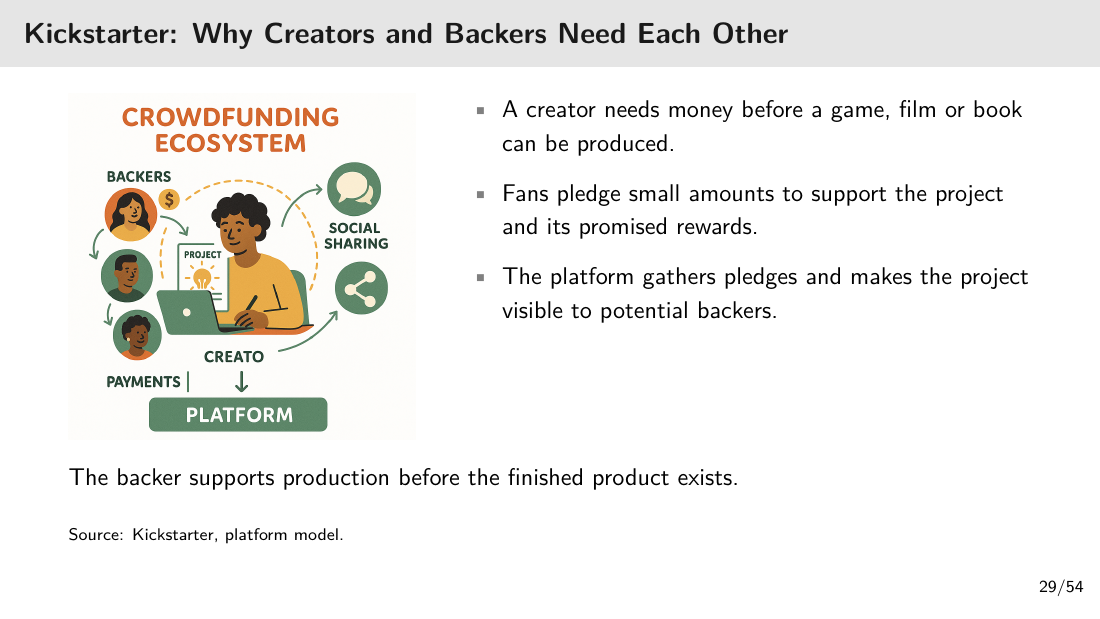 Kickstarter: Why Creators and Backers Need Each Other
CROWDFUNDING
ECOSYSTEM
BACKERS
$
PROJECT
SOCIAL
SHARING
CREATO
PAYMENTS
PLATFORM
A creator needs money before a game, film or book
can be produced.
Fans pledge small amounts to support the project
and its promised rewards.
The platform gathers pledges and makes the project
visible to potential backers.
The backer supports production before the finished product exists.
Source: Kickstarter, platform model.
29/54